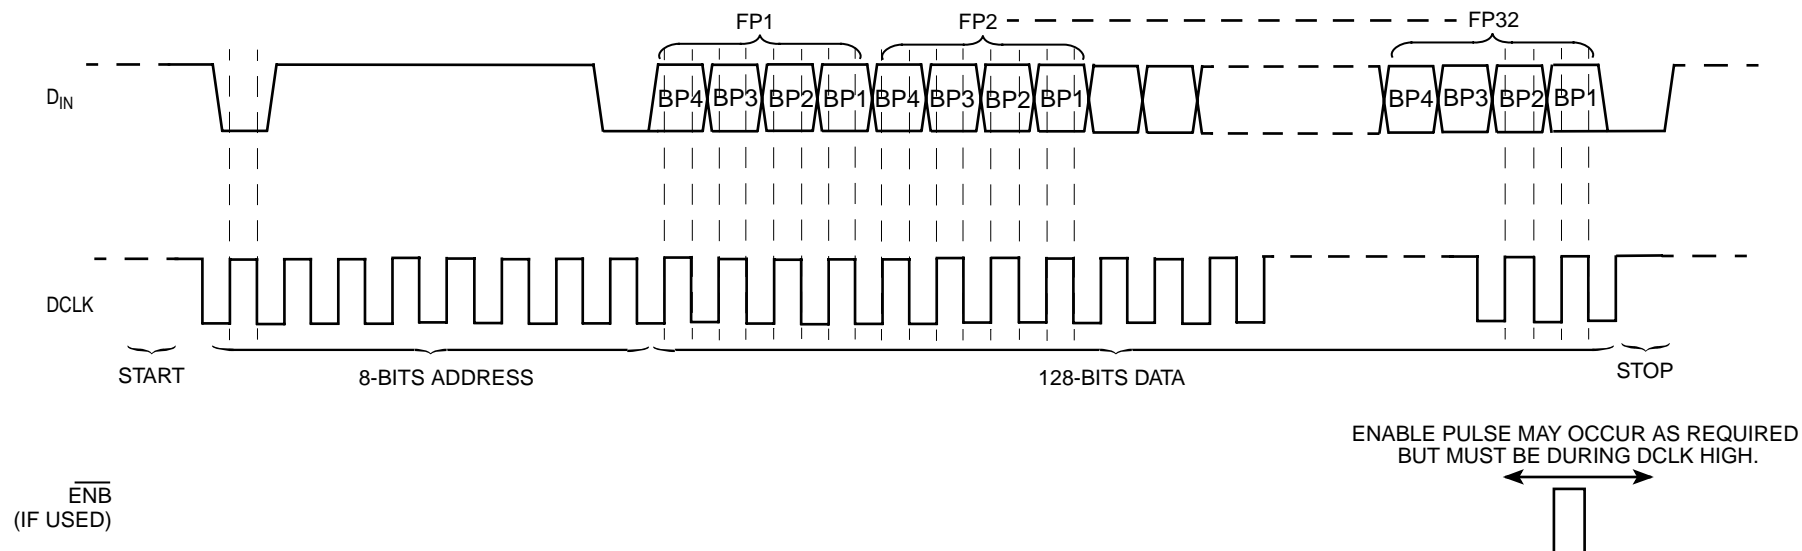 FP1 FP2 FP32
DIN BP4 BP3 BP2 BP1 BP4 BP3 BP2 BP1 BP4 BP3 BP2 BP1
DCLK
START 8-BITS ADDRESS 128-BITS DATA STOP
ENABLE PULSE MAY OCCUR AS REQUIRED
BUT MUST BE DURING DCLK HIGH.
ENB
(IF USED)